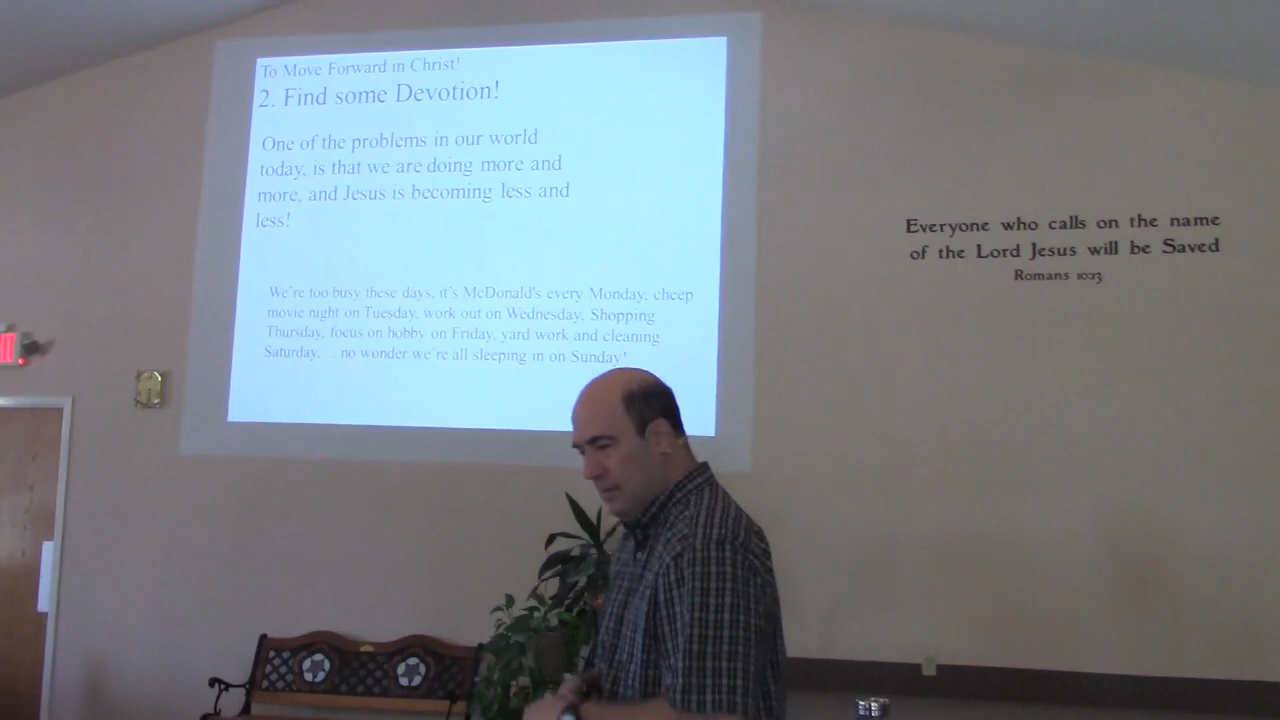 To Move Forward in Christ!
2. Find some Devotion!
One of the problems in our world
today, is that we are doing more and
more, and Jesus is becoming less and
less!
We're too busy these days, it's McDonald's every Monday, cheep
movie night on Tuesday, work out on Wednesday, Shopping
Thursday, focus on hobby on Friday, yard work and cleaning
Saturday,... no wonder we're all sleeping in on Sunday!
Everyone who calls on the name
of the Lord Jesus will be Saved
Romans 10:13